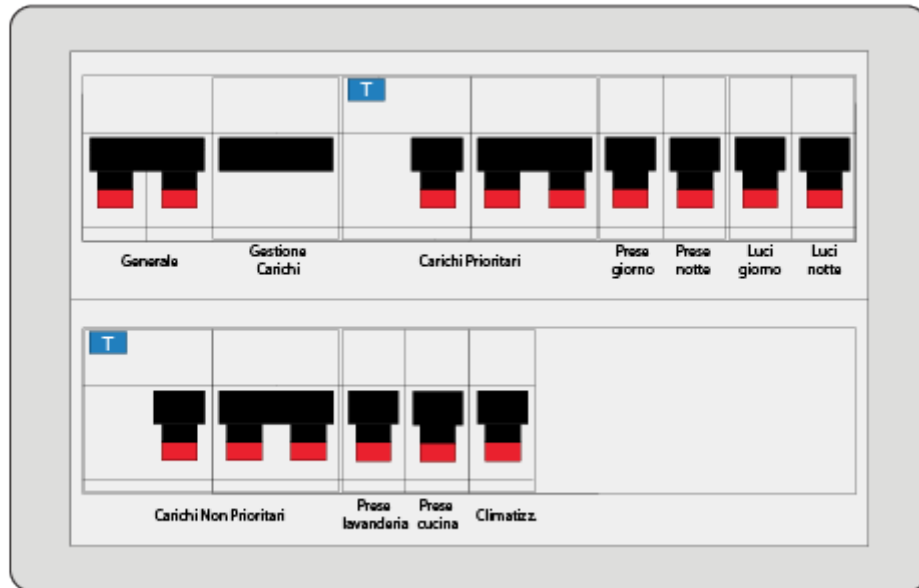 T
Generale
Gestione
Carichi
Carichi Prioritari
Prese
giorno
Prese
notte
Luci
giorno
Luci
notte
T
Carichi Non Prioritari
Prese
lavanderia
Prese
cucina
Climatizz.